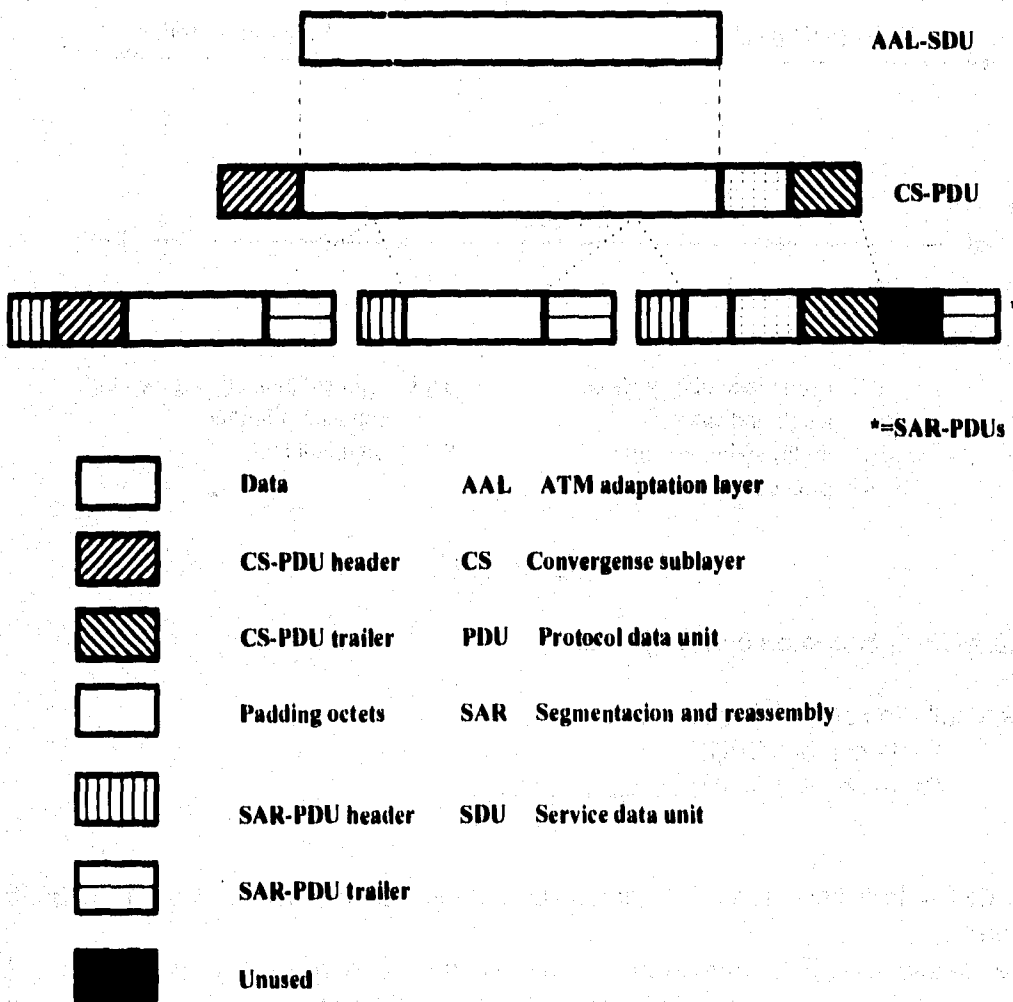 AAL-SDU
CS-PDU
*
*=SAR-PDUs
Data AAL ATM adaptation layer
CS-PDU header CS Convergense sublayer
CS-PDU trailer PDU Protocol data unit
Padding octets SAR Segmentacion and reassembly
SAR-PDU header SDU Service data unit
SAR-PDU trailer
Unused